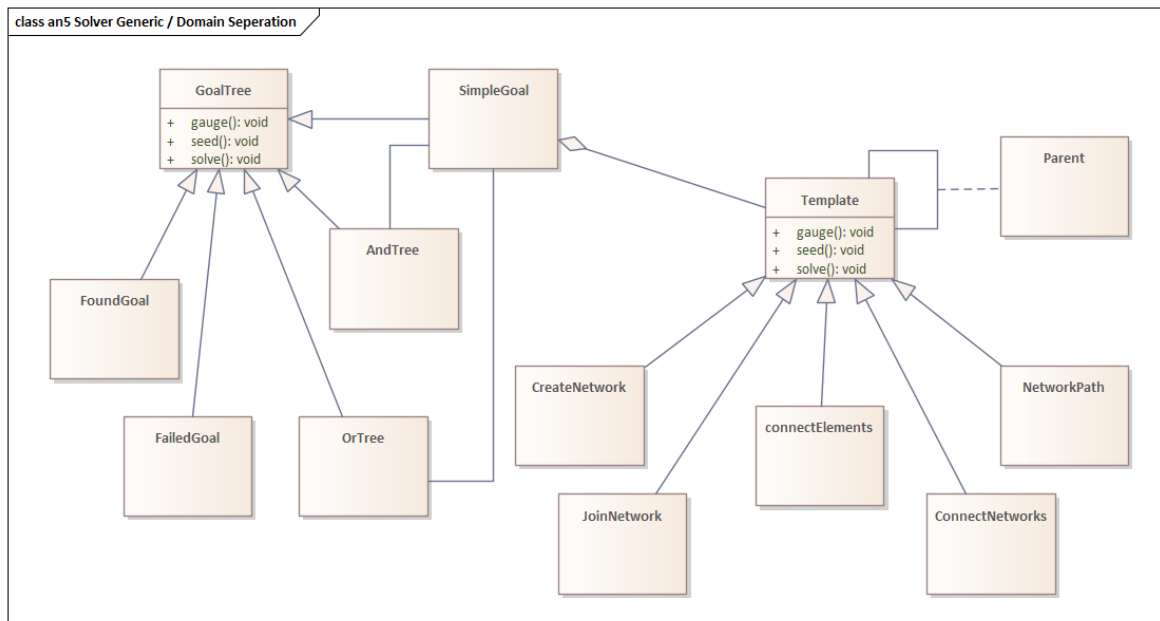 class an5 Solver Generic / Domain Seperation
GoalTree
+ gauge(): void
+ seed(): void
+ solve(): void
SimpleGoal
Parent
Template
+ gauge(): void
+ seed(): void
+ solve(): void
AndTree
FoundGoal
FailedGoal
OrTree
CreateNetwork
connectElements
NetworkPath
JoinNetwork
ConnectNetworks